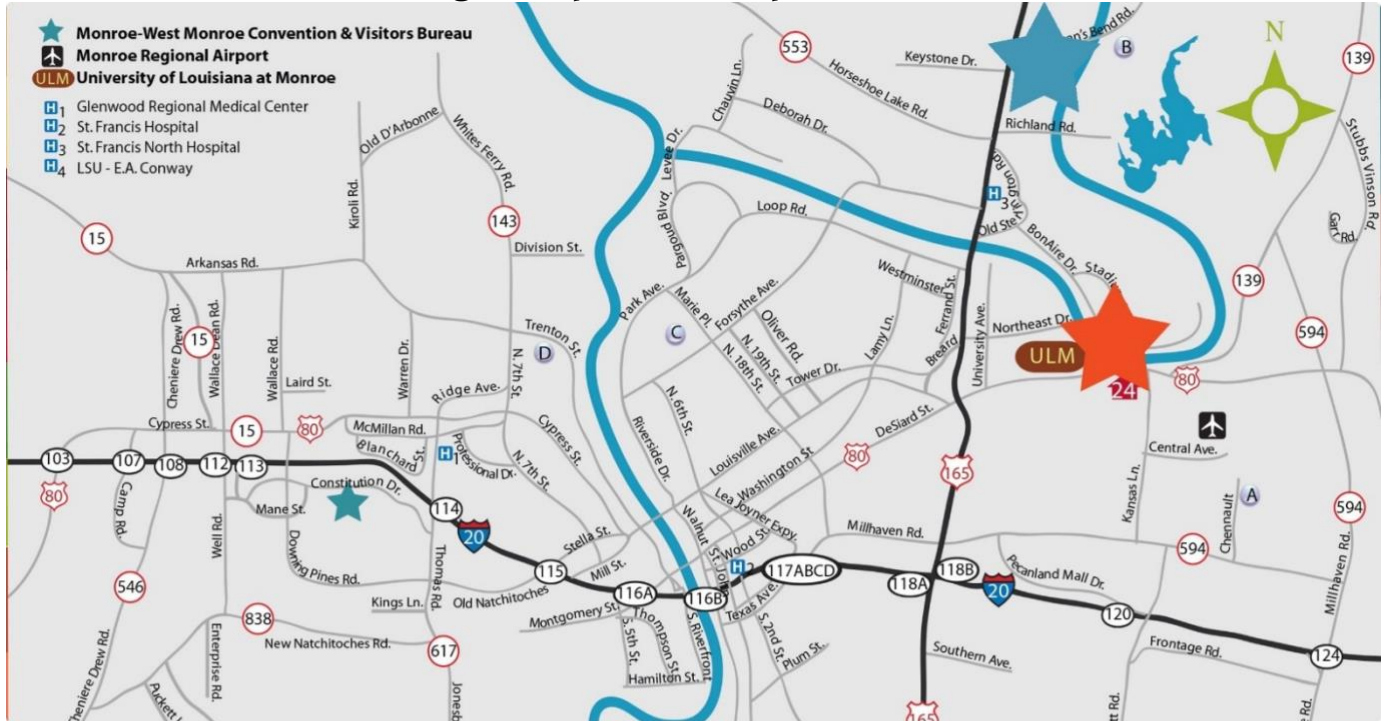 Monroe-West Monroe Convention & Visitors Bureau
Monroe Regional Airport
ULM University of Louisiana at Monroe
H1 Glenwood Regional Medical Center
H2 St. Francis Hospital
H3 St. Francis North Hospital
H4 LSU - E.A. Conway
553
Keystone Dr.
Horseshoe Lake Rd.
Chauvin Ln.
Deborah Dr.
Richland Rd.
B
N
139
Stubbs Vinson Rd.
Garr Rd.
Old D'Arbonne
Whites Ferry Rd.
Kiroli Rd.
143
Division St.
15
Arkansas Rd.
Levee Dr.
Pargoud Blvd.
Loop Rd.
H3
Old Ste
BonAire Dr.
Stadiu
139
594
Park Ave.
Marie Pl.
Forsythe Ave.
Westminster
Ferrand St.
University Ave.
Northeast Dr.
ULM
24
80
Cheniere Drew Rd.
15
Wallace Dean Rd.
Wallace Rd.
Laird St.
Warren Dr.
Ridge Ave.
N. 7th St.
Trenton St.
D
C
Oliver Rd.
N. 19th St.
N. 18th St.
Tower Dr.
Lamy Ln.
Breard
Cypress St.
15
80
McMillan Rd.
Blanchard St.
H1
Professional Dr.
N. 7th St.
Cypress St.
Riverside Dr.
N. 6th St.
Louisville Ave.
Washington St
80
DeSiard St.
165
Central Ave.
Kansas Ln.
A
Chennault
103
107
108
112
113
80
Camp Rd.
Constitution Dr.
Mane St.
Well Rd.
Downing Pines Rd.
114
20
Thomas Rd.
Stella St.
Mill St.
115
Old Natchitoches
116A
116B
Montgomery St.
Walnut St.
Lea Joyner Expy.
Wood St.
H2
117ABCD
Texas Ave.
Millhaven Rd.
118A
118B
20
Pecanland Mall Dr.
120
594
594
Millhaven Rd.
124
546
Cheniere Drew Rd.
838
Enterprise Rd.
Kings Ln.
New Natchitoches Rd.
617
S. 5th St.
Thompson St.
Hamilton St.
S. Riverfront
S. 2nd St.
Plum St.
Southern Ave.
165
Frontage Rd.